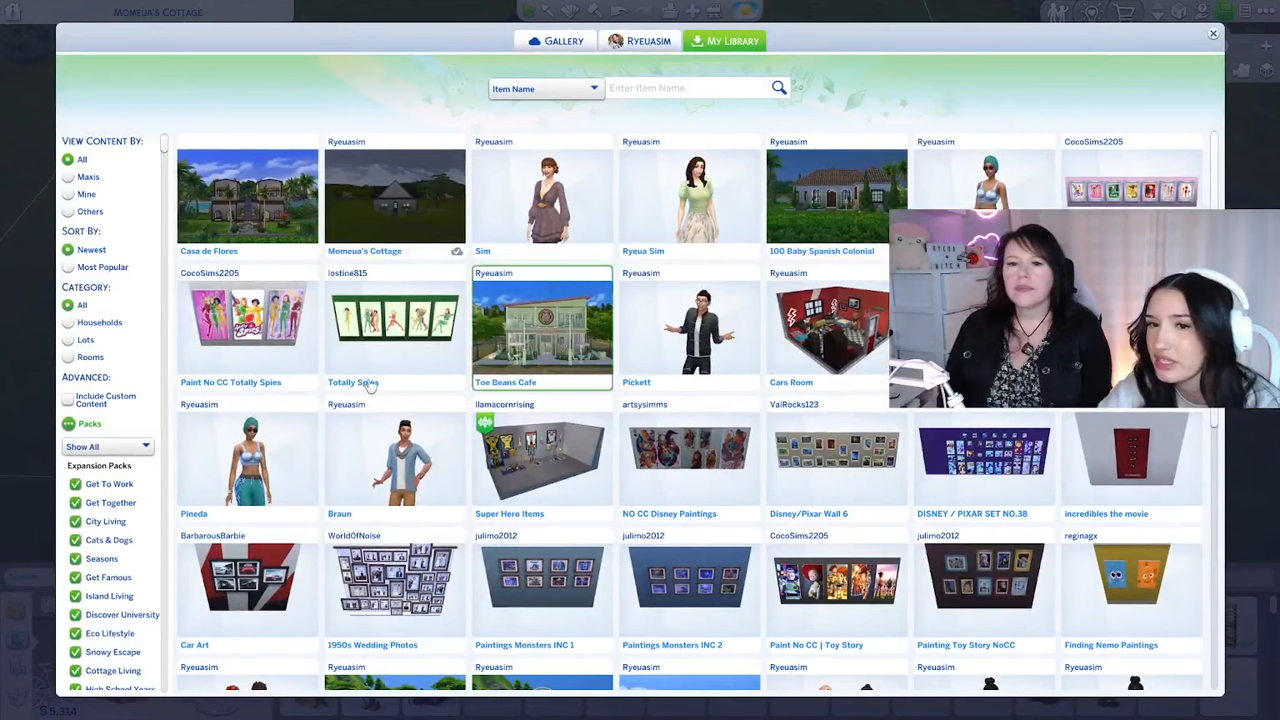 MOMEUA'S COTTAGE
GALLERY
RYEUASIM
MY LIBRARY
Item Name
Enter Item Name
VIEW CONTENT BY:
All
Maxis
Mine
Others
SORT BY:
Newest
Most Popular
CATEGORY:
All
Households
Lots
Rooms
ADVANCED:
Include Custom
Content
Packs
Show All
Expansion Packs
Get To Work
Get Together
City Living
Cats & Dogs
Seasons
Get Famous
Island Living
Discover University
Eco Lifestyle
Snowy Escape
Cottage Living
High School Years
Ryeuasim Ryeuasim Ryeuasim Ryeuasim Ryeuasim CocoSims2205
Casa de Flores Momeua's Cottage Sim Ryeua Sim 100 Baby Spanish Colonial
CocoSims2205 lostine815 Ryeuasim Ryeuasim Ryeuasim
Paint No CC Totally Spies Totally Spies Toe Beans Cafe Pickett Cars Room
Ryeuasim Ryeuasim llamacornrising artsysimms ValRocks123
Pineda Braun Super Hero Items NO CC Disney Paintings Disney/Pixar Wall 6 DISNEY / PIXAR SET NO.38 incredibles the movie
BarbarousBarbie WorldOfNoise julimo2012 julimo2012 CocoSims2205 julimo2012 reginagx
Car Art 1950s Wedding Photos Paintings Monsters INC 1 Paintings Monsters INC 2 Paint No CC | Toy Story Painting Toy Story NoCC Finding Nemo Paintings
Ryeuasim Ryeuasim Ryeuasim Ryeuasim Ryeuasim Ryeuasim Ryeuasim
§5,314